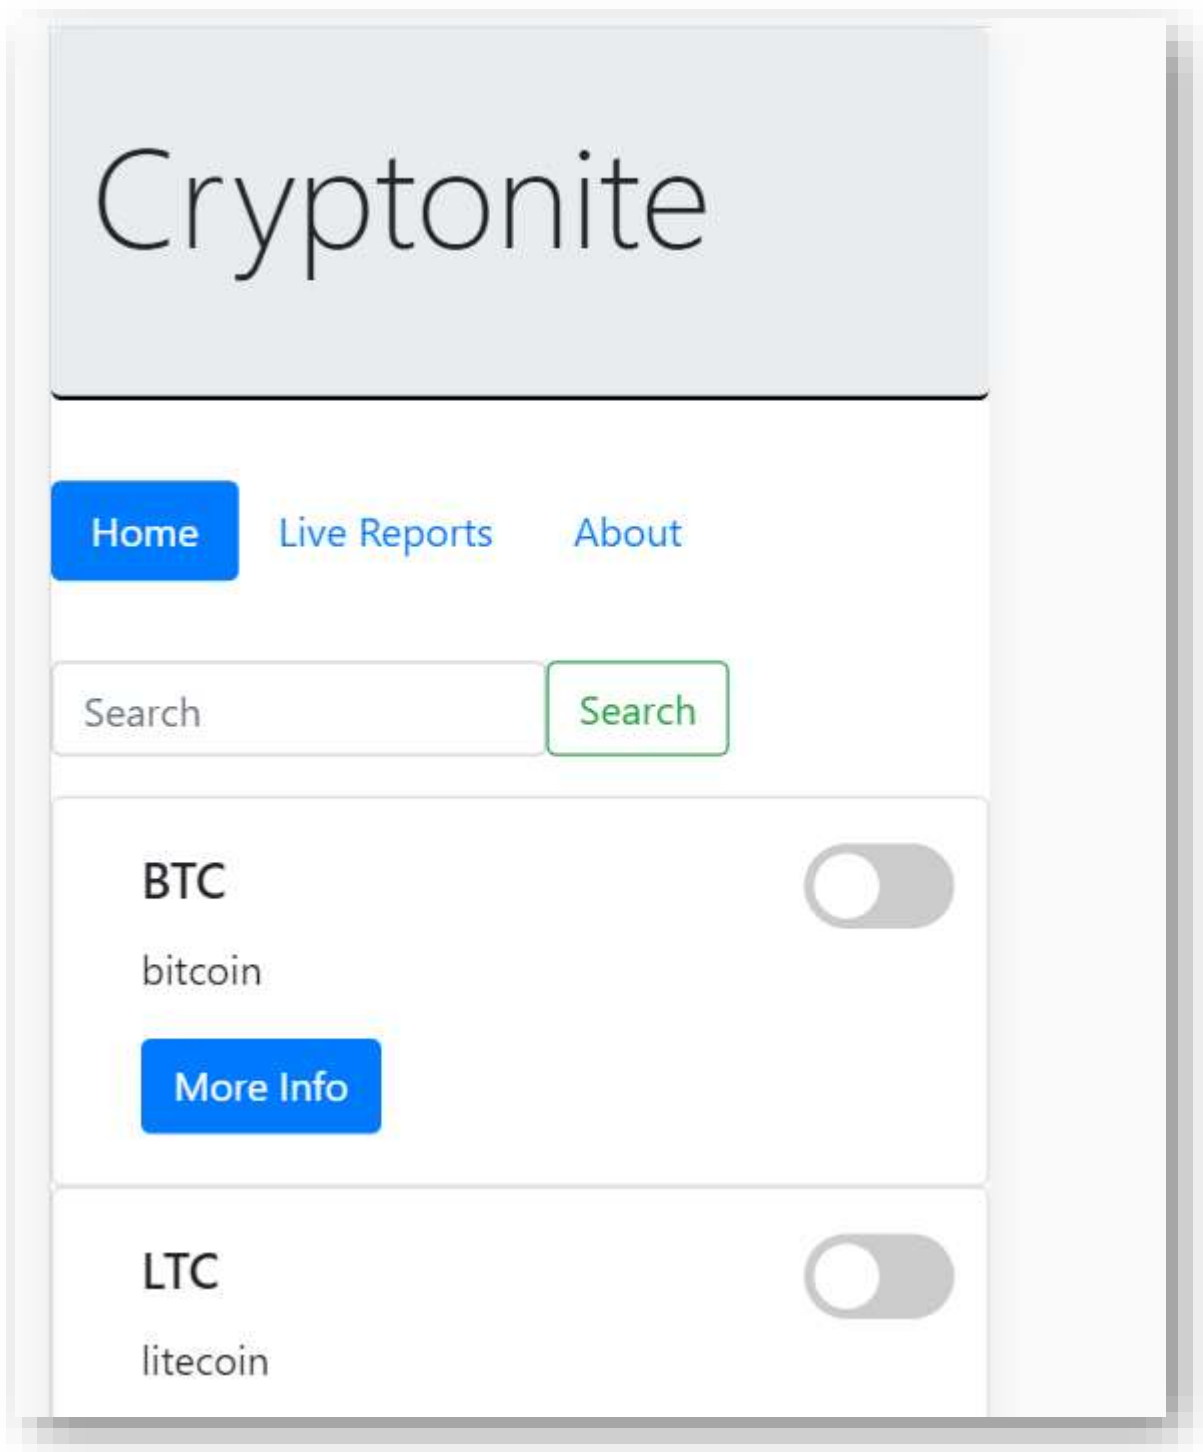 Cryptonite
Home Live Reports About
Search Search
BTC
bitcoin
More Info
LTC
litecoin